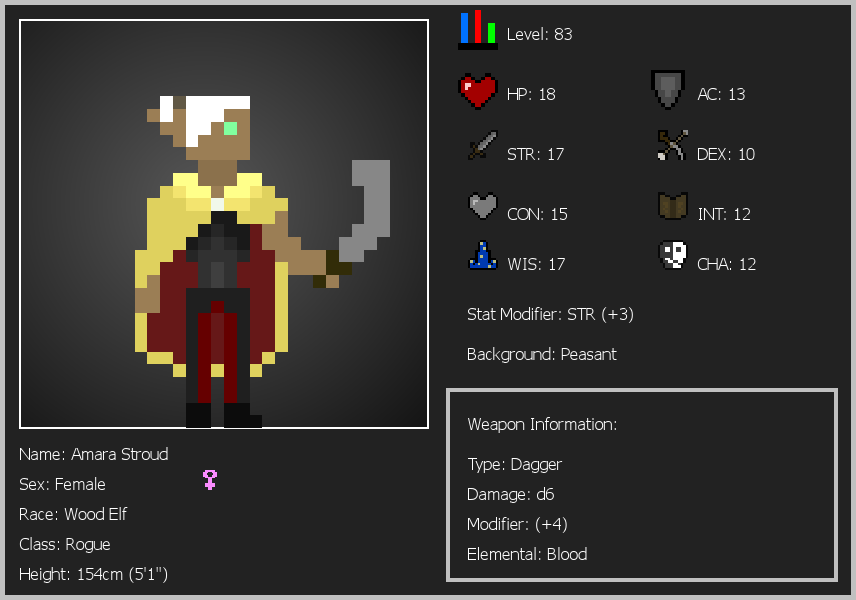 Level: 83
HP: 18
AC: 13
STR: 17
DEX: 10
CON: 15
INT: 12
WIS: 17
CHA: 12
Stat Modifier: STR (+3)
Background: Peasant
Weapon Information:
Type: Dagger
Damage: d6
Modifier: (+4)
Elemental: Blood
Name: Amara Stroud
Sex: Female
Race: Wood Elf
Class: Rogue
Height: 154cm (5'1")